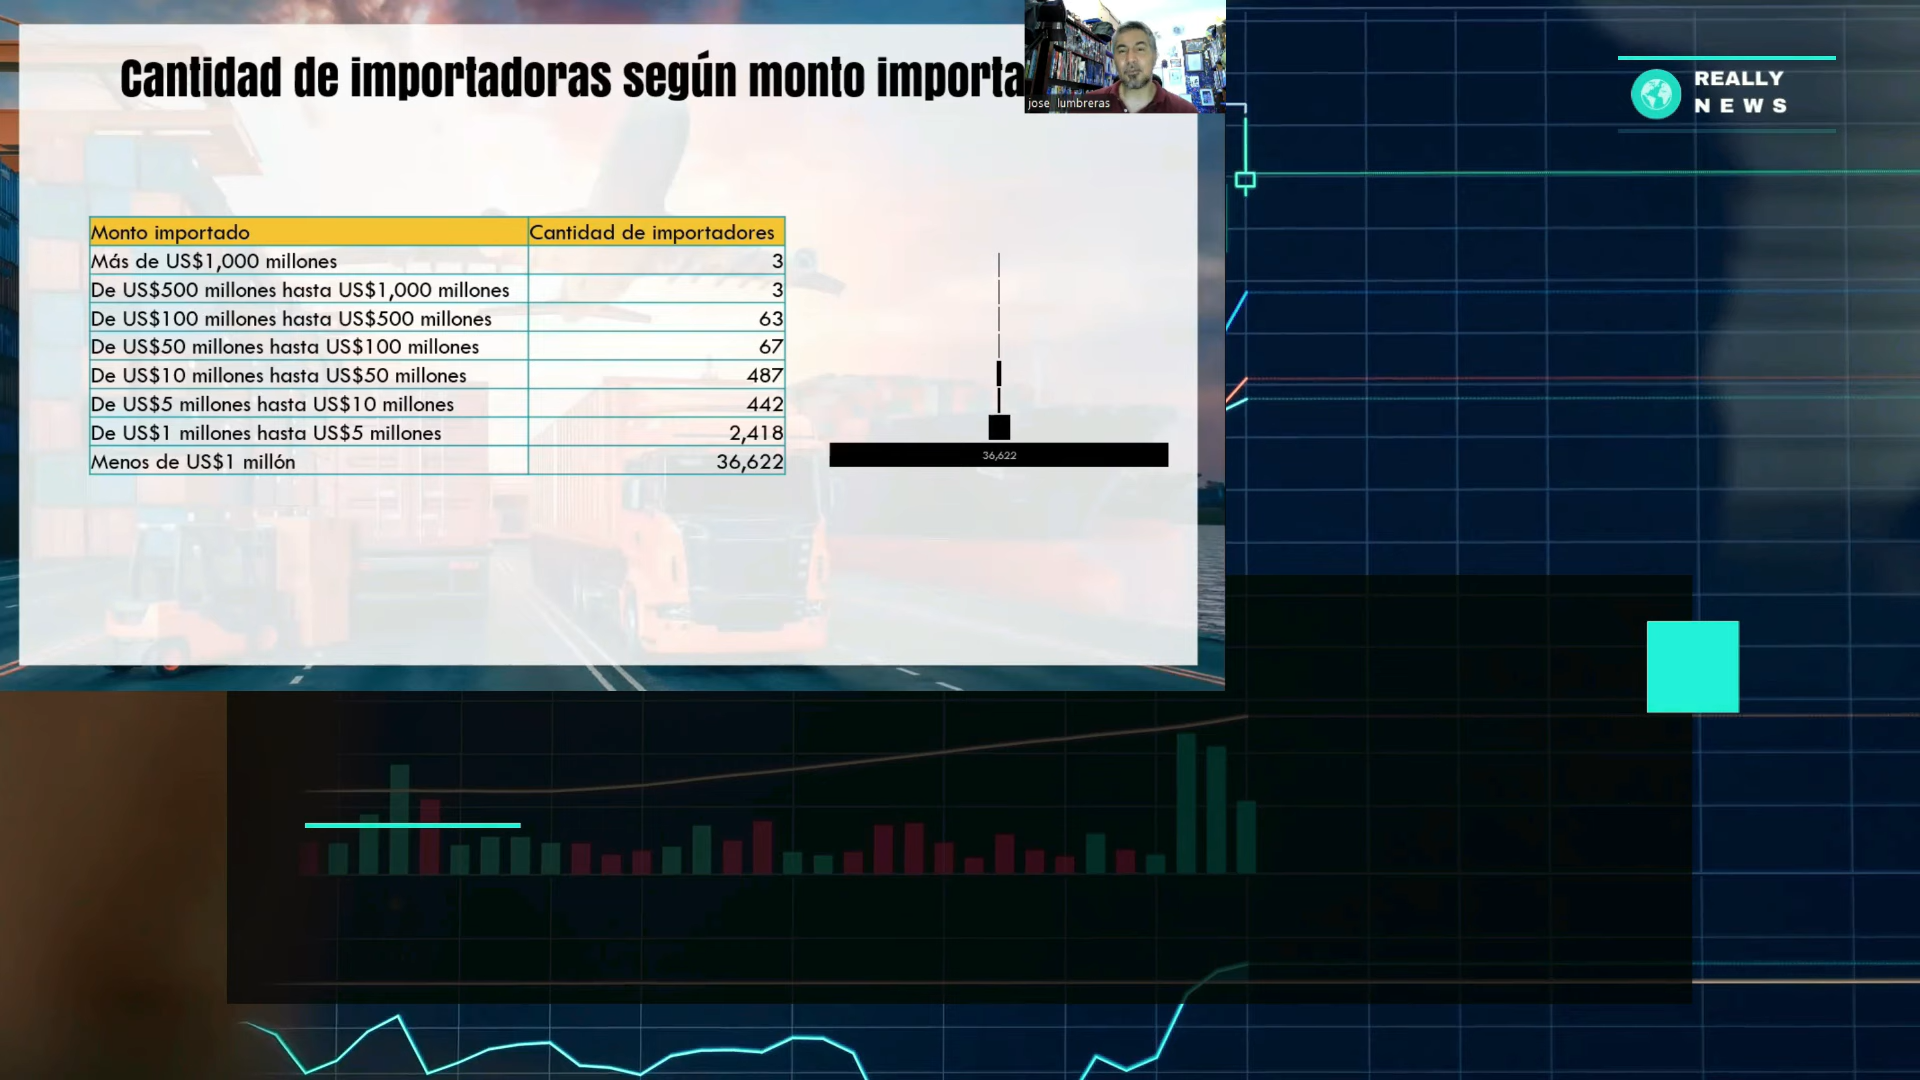 Cantidad de importadoras según monto importa
jose lumbreras
REALLY
NEWS
Monto importado Cantidad de importadores
Más de US$1,000 millones 3
De US$500 millones hasta US$1,000 millones 3
De US$100 millones hasta US$500 millones 63
De US$50 millones hasta US$100 millones 67
De US$10 millones hasta US$50 millones 487
De US$5 millones hasta US$10 millones 442
De US$1 millones hasta US$5 millones 2,418
Menos de US$1 millón 36,622
36,622